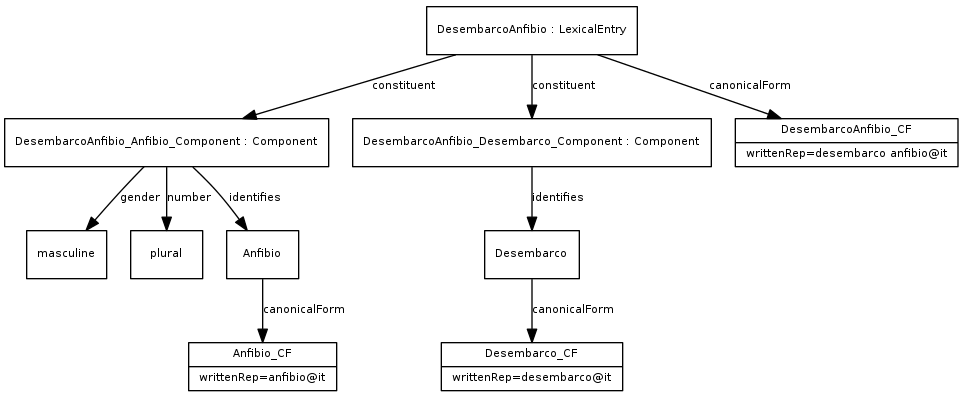 DesembarcoAnfibio : LexicalEntry
constituent
constituent
canonicalForm
DesembarcoAnfibio_Anfibio_Component : Component
DesembarcoAnfibio_Desembarco_Component : Component
DesembarcoAnfibio_CF
writtenRep=desembarco anfibio@it
gender
number
identifies
identifies
masculine
plural
Anfibio
Desembarco
canonicalForm
canonicalForm
Anfibio_CF
writtenRep=anfibio@it
Desembarco_CF
writtenRep=desembarco@it